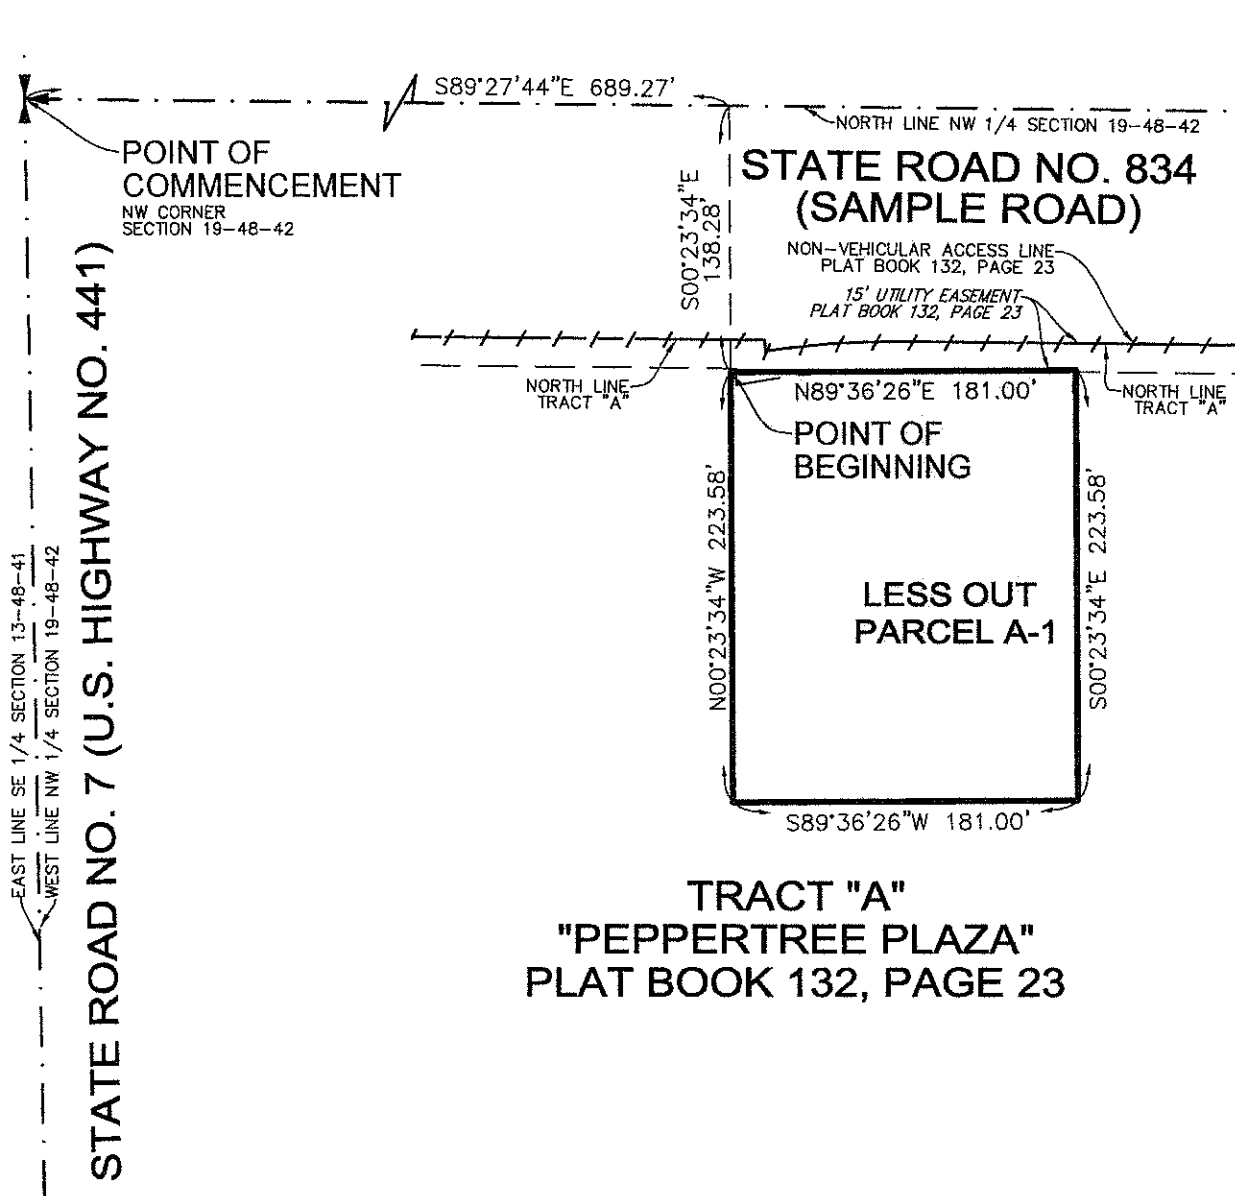 S89°27'44"E 689.27'
NORTH LINE NW 1/4 SECTION 19-48-42
POINT OF
COMMENCEMENT
NW CORNER
SECTION 19-48-42
STATE ROAD NO. 834
(SAMPLE ROAD)
S00°23'34"E
138.28'
NON-VEHICULAR ACCESS LINE
PLAT BOOK 132, PAGE 23
15' UTILITY EASEMENT
PLAT BOOK 132, PAGE 23
NORTH LINE
TRACT "A"
N89°36'26"E 181.00'
NORTH LINE
TRACT "A"
POINT OF
BEGINNING
N00°23'34"W 223.58'
S00°23'34"E 223.58'
LESS OUT
PARCEL A-1
S89°36'26"W 181.00'
EAST LINE SE 1/4 SECTION 13-48-41
WEST LINE NW 1/4 SECTION 19-48-42
STATE ROAD NO. 7 (U.S. HIGHWAY NO. 441)
TRACT "A"
"PEPPERTREE PLAZA"
PLAT BOOK 132, PAGE 23